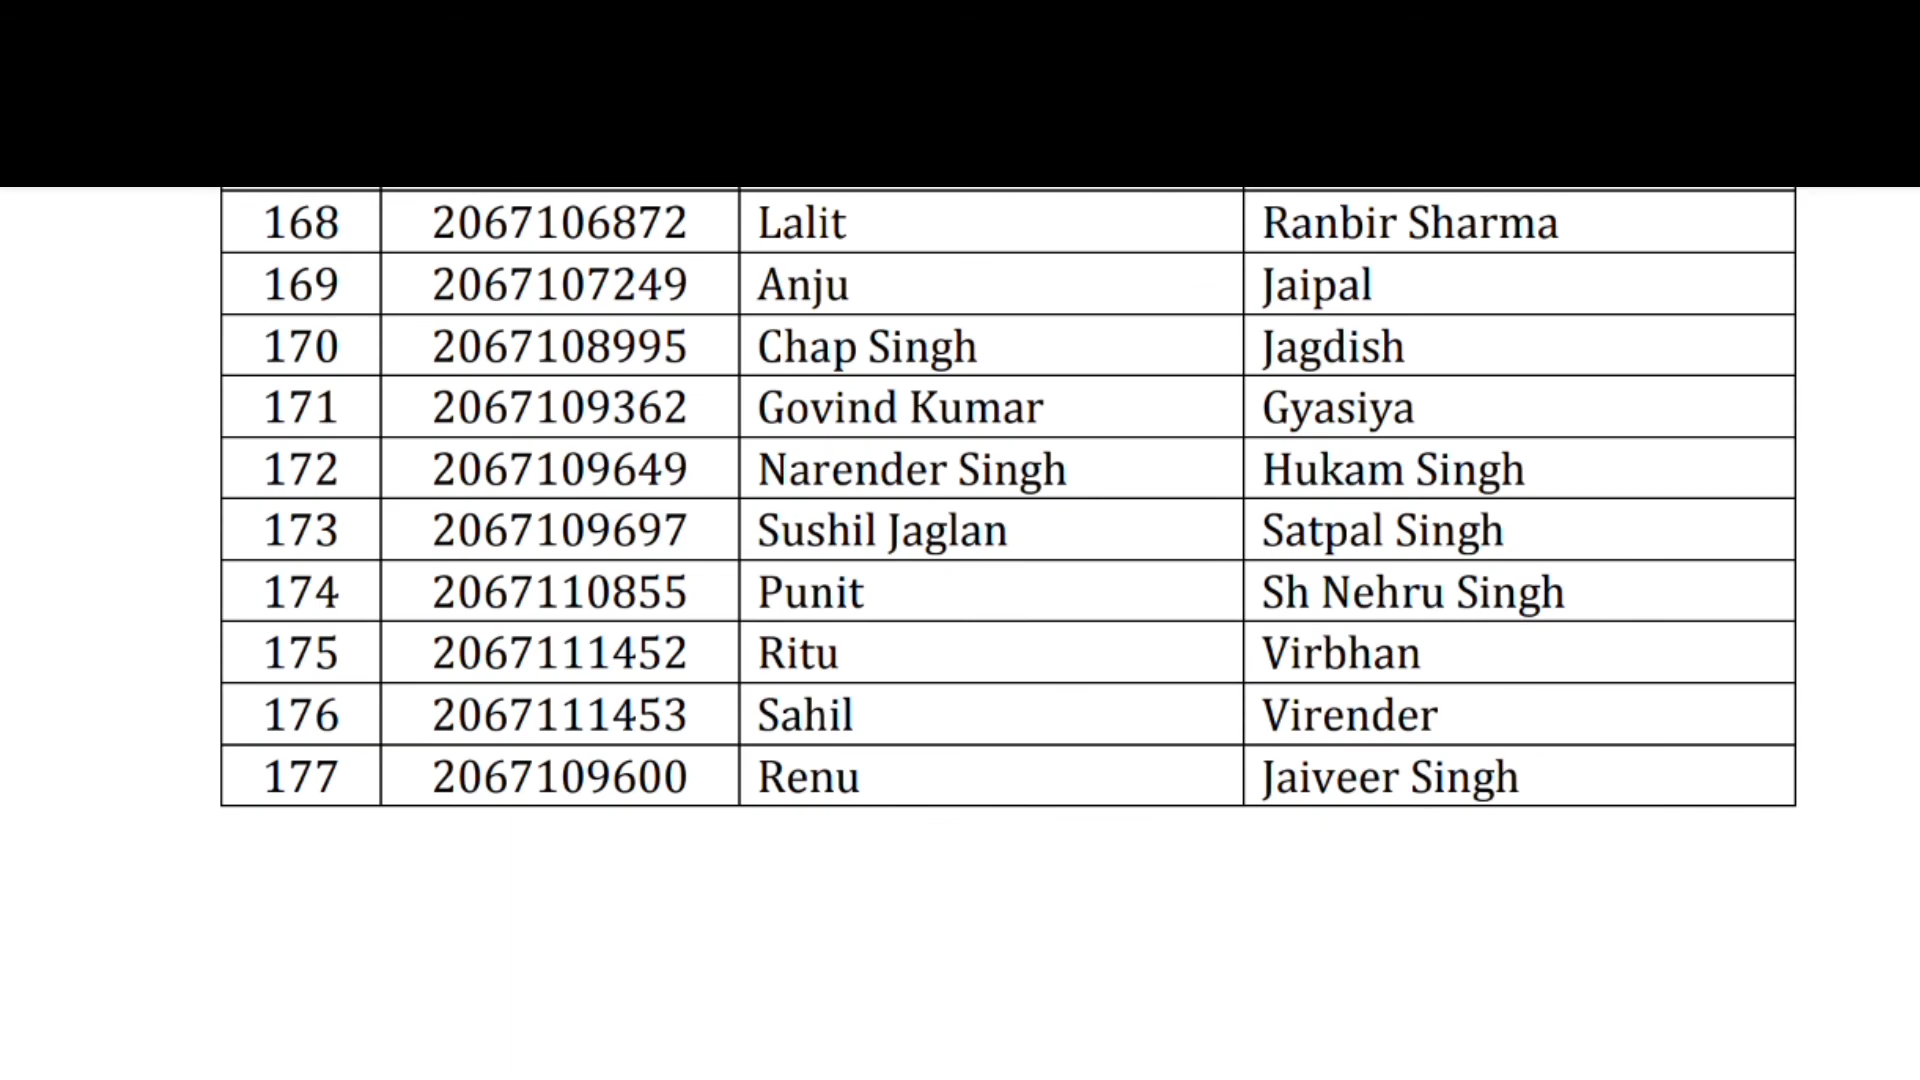 168 2067106872 Lalit Ranbir Sharma
169 2067107249 Anju Jaipal
170 2067108995 Chap Singh Jagdish
171 2067109362 Govind Kumar Gyasiya
172 2067109649 Narender Singh Hukam Singh
173 2067109697 Sushil Jaglan Satpal Singh
174 2067110855 Punit Sh Nehru Singh
175 2067111452 Ritu Virbhan
176 2067111453 Sahil Virender
177 2067109600 Renu Jaiveer Singh